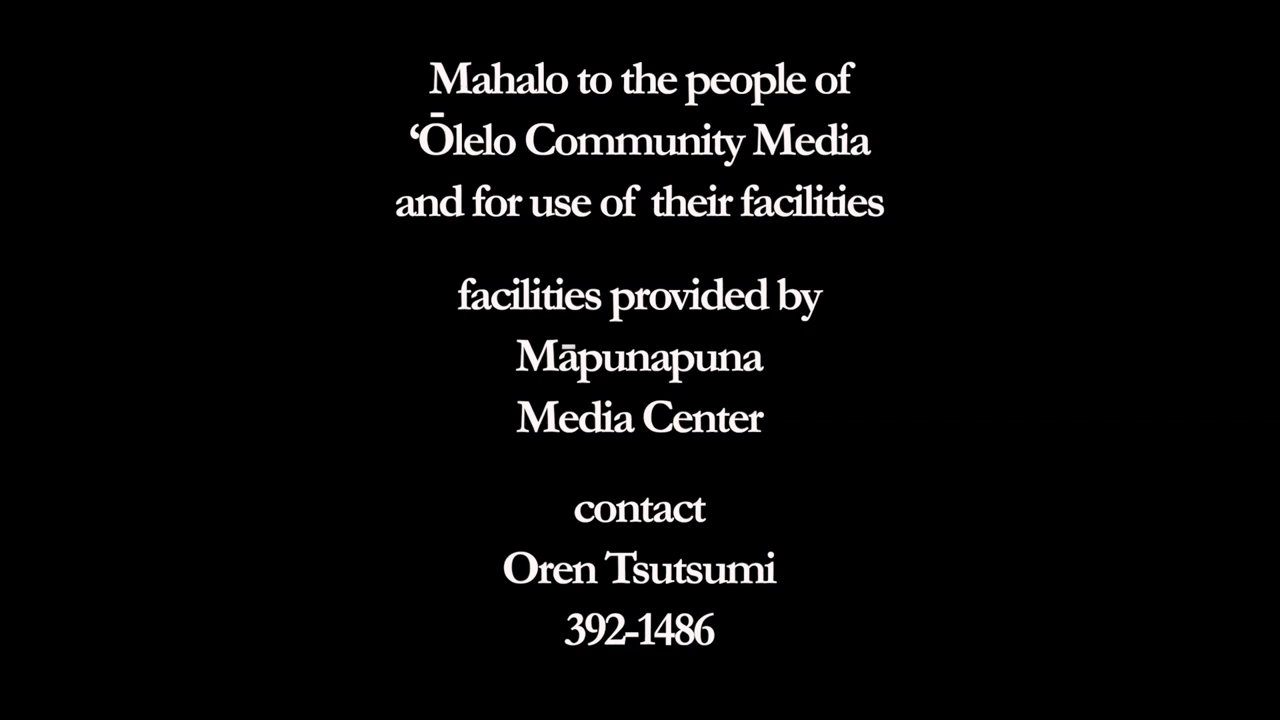 Mahalo to the people of
‘Ōlelo Community Media
and for use of their facilities
facilities provided by
Māpunapuna
Media Center
contact
Oren Tsutsumi
392-1486